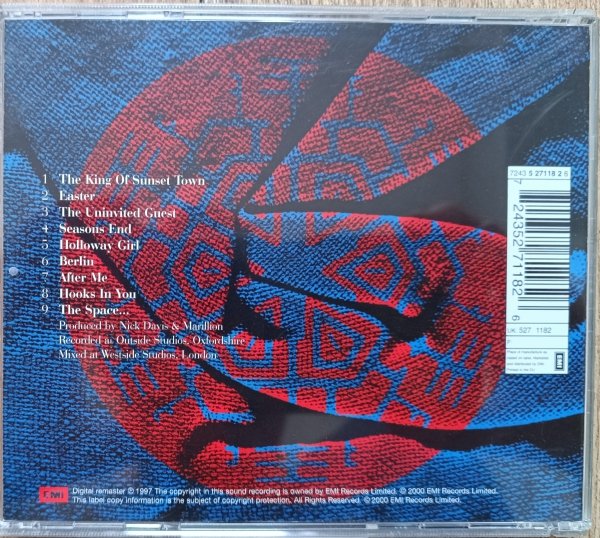 1 The King Of Sunset Town
2 Easter
3 The Uninvited Guest
4 Seasons End
5 Holloway Girl
6 Berlin
7 After Me
8 Hooks In You
9 The Space...
Produced by Nick Davis & Marillion
Recorded at Outside Studios, Oxfordshire
Mixed at Westside Studios, London
7243 5 27118 2 6
7 24352 71182 6
UK 527 1182
F
EMI
Printed in the EU
EMI
Digital remaster ℗ 1997 The copyright in this sound recording is owned by EMI Records Limited. © 2000 EMI Records Limited.
This label copy information is the subject of copyright protection. All Rights Reserved. © 2000 EMI Records Limited.